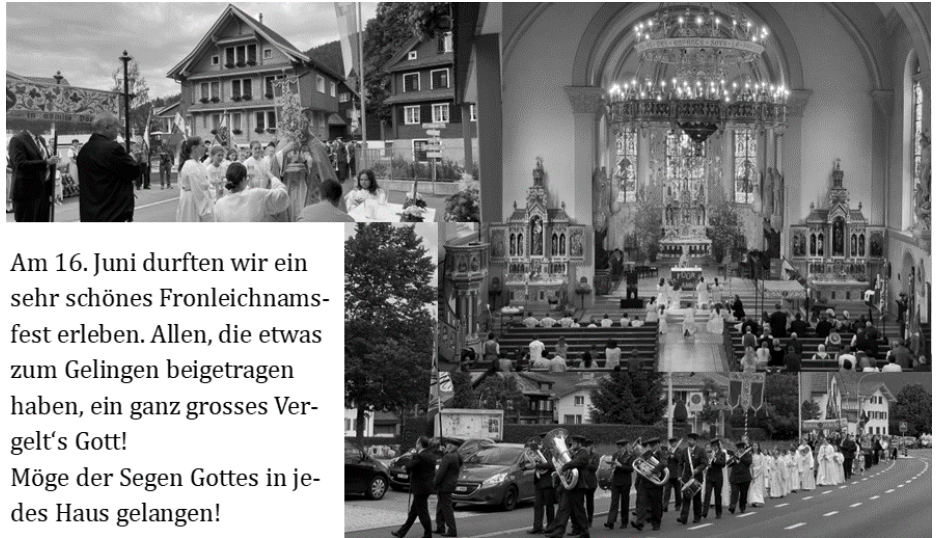 Am 16. Juni durften wir ein
sehr schönes Fronleichnams-
fest erleben. Allen, die etwas
zum Gelingen beigetragen
haben, ein ganz grosses Ver-
gelt‘s Gott!
Möge der Segen Gottes in je-
des Haus gelangen!